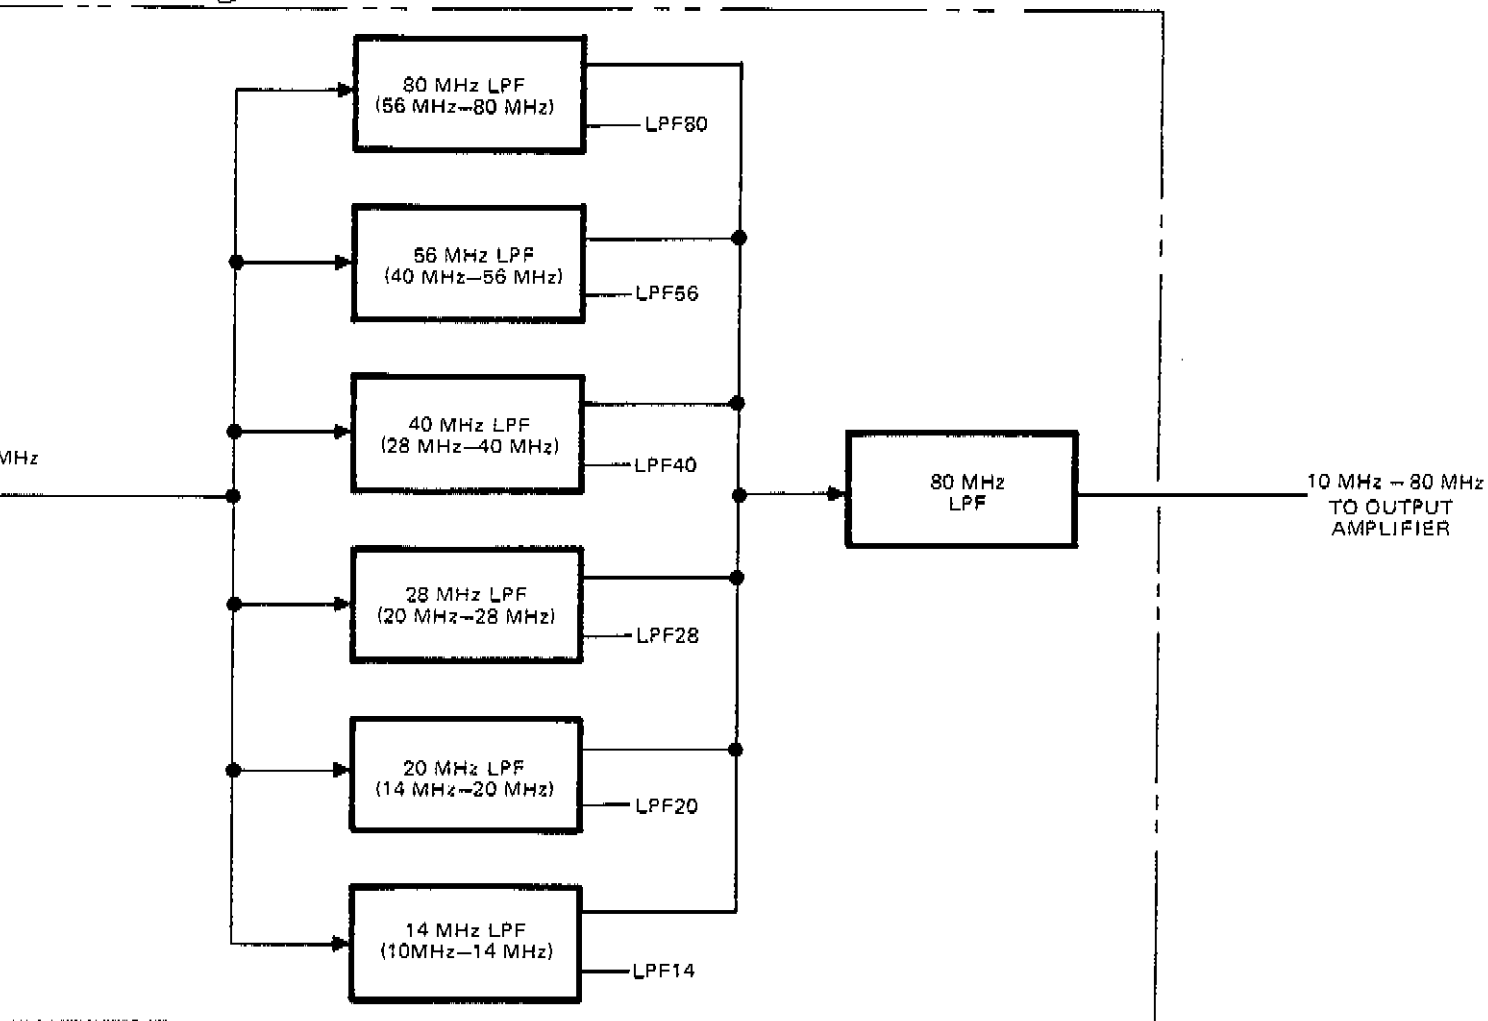 80 MHz LPF
(56 MHz–80 MHz)
LPF80
56 MHz LPF
(40 MHz–56 MHz)
LPF56
40 MHz LPF
(28 MHz–40 MHz)
LPF40
MHz
80 MHz
LPF
10 MHz – 80 MHz
TO OUTPUT
AMPLIFIER
28 MHz LPF
(20 MHz–28 MHz)
LPF28
20 MHz LPF
(14 MHz–20 MHz)
LPF20
14 MHz LPF
(10MHz–14 MHz)
LPF14